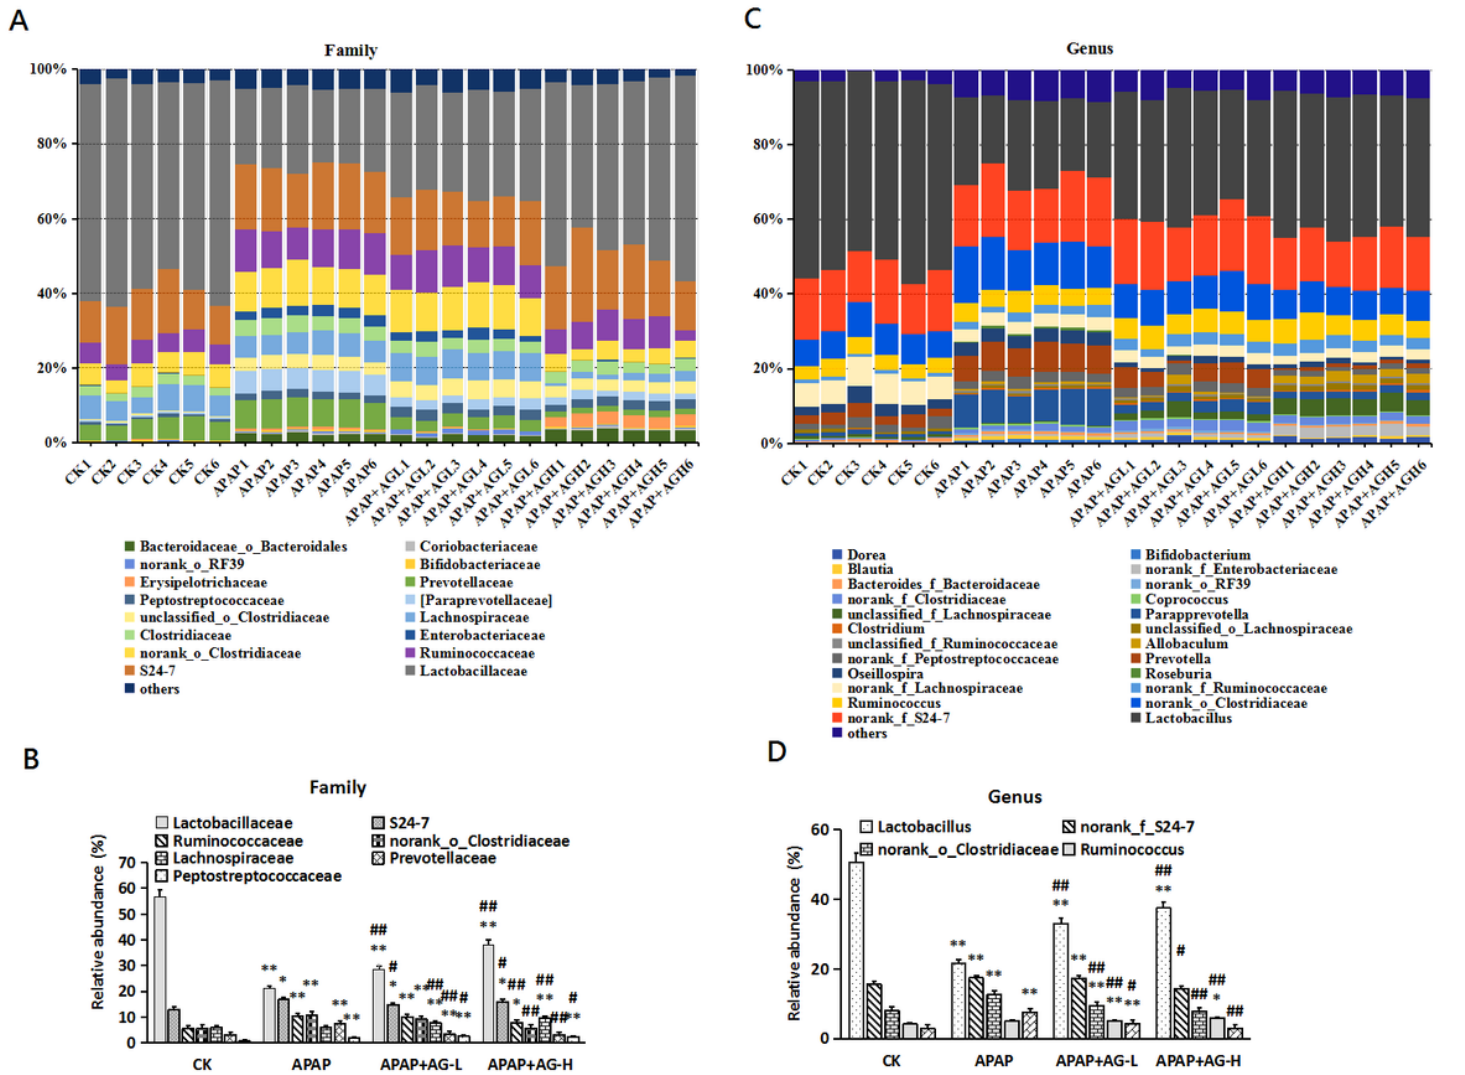 A
Family
100%
80%
60%
40%
20%
0%
CK1
CK2
CK3
CK4
CK5
CK6
APAP1
APAP2
APAP3
APAP4
APAP5
APAP6
APAP+AGL1
APAP+AGL2
APAP+AGL3
APAP+AGL4
APAP+AGL5
APAP+AGL6
APAP+AGH1
APAP+AGH2
APAP+AGH3
APAP+AGH4
APAP+AGH5
APAP+AGH6
Bacteroidaceae_o_Bacteroidales
Coriobacteriaceae
norank_o_RF39
Bifidobacteriaceae
Erysipelotrichaceae
Prevotellaceae
Peptostreptococcaceae
[Paraprevotellaceae]
unclassified_o_Clostridiaceae
Lachnospiraceae
Clostridiaceae
Enterobacteriaceae
norank_o_Clostridiaceae
Ruminococcaceae
S24-7
Lactobacillaceae
others
C
Genus
100%
80%
60%
40%
20%
0%
CK1
CK2
CK3
CK4
CK5
CK6
APAP1
APAP2
APAP3
APAP4
APAP5
APAP6
APAP+AGL1
APAP+AGL2
APAP+AGL3
APAP+AGL4
APAP+AGL5
APAP+AGL6
APAP+AGH1
APAP+AGH2
APAP+AGH3
APAP+AGH4
APAP+AGH5
APAP+AGH6
Dorea
Bifidobacterium
Blautia
norank_f_Enterobacteriaceae
Bacteroides_f_Bacteroidaceae
norank_o_RF39
norank_f_Clostridiaceae
Coprococcus
unclassified_f_Lachnospiraceae
Parapprevotella
Clostridium
unclassified_o_Lachnospiraceae
unclassified_f_Ruminococcaceae
Allobaculum
norank_f_Peptostreptococcaceae
Prevotella
Oseillospira
Roseburia
norank_f_Lachnospiraceae
norank_f_Ruminococcaceae
Ruminococcus
norank_o_Clostridiaceae
norank_f_S24-7
Lactobacillus
others
B
Family
Lactobacillaceae
S24-7
Ruminococcaceae
norank_o_Clostridiaceae
Lachnospiraceae
Prevotellaceae
Peptostreptococcaceae
Relative abundance (%)
70
60
50
40
30
20
10
0
** * ** ** ** **
## ** # * ** ** ## ** ## ** # **
## ** # * ## * ## ## ** ## # **
CK
APAP
APAP+AG-L
APAP+AG-H
D
Genus
Lactobacillus
norank_f_S24-7
norank_o_Clostridiaceae
Ruminococcus
Relative abundance (%)
60
40
20
0
** ** ** **
## ** ** ## ** ## ** # **
## ** # ## ## * ##
CK
APAP
APAP+AG-L
APAP+AG-H